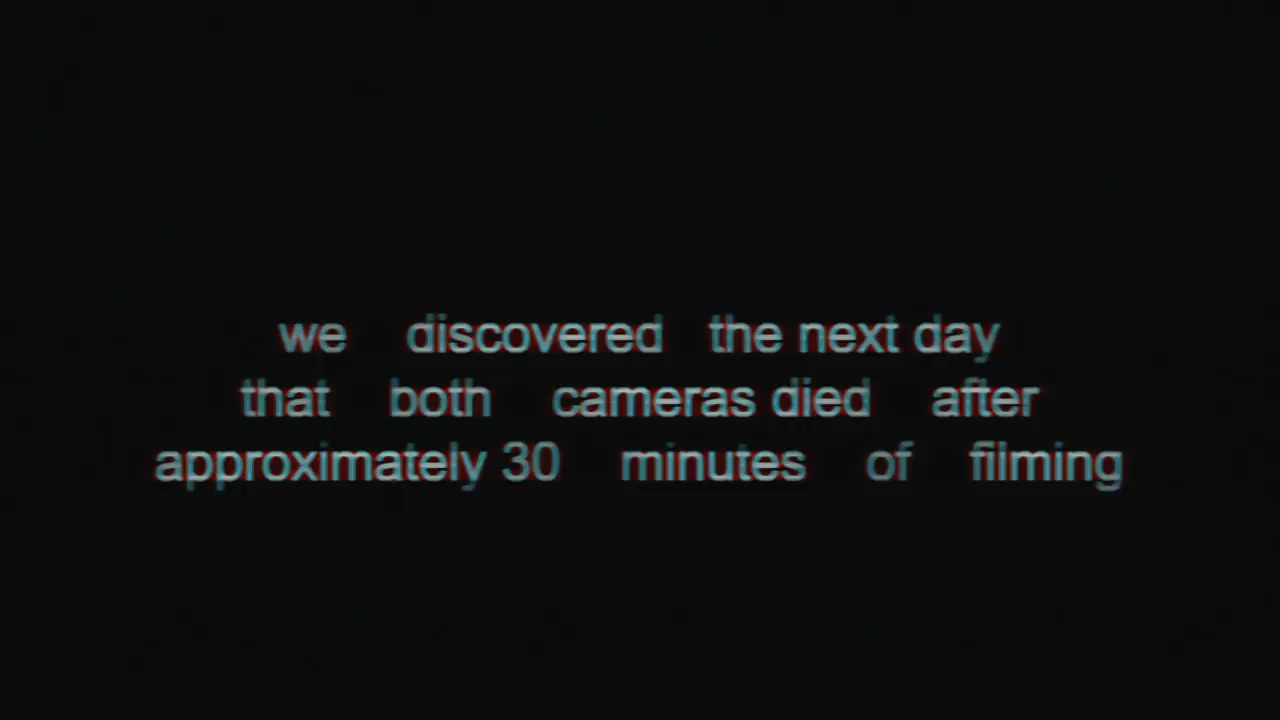 we discovered the next day
that both cameras died after
approximately 30 minutes of filming